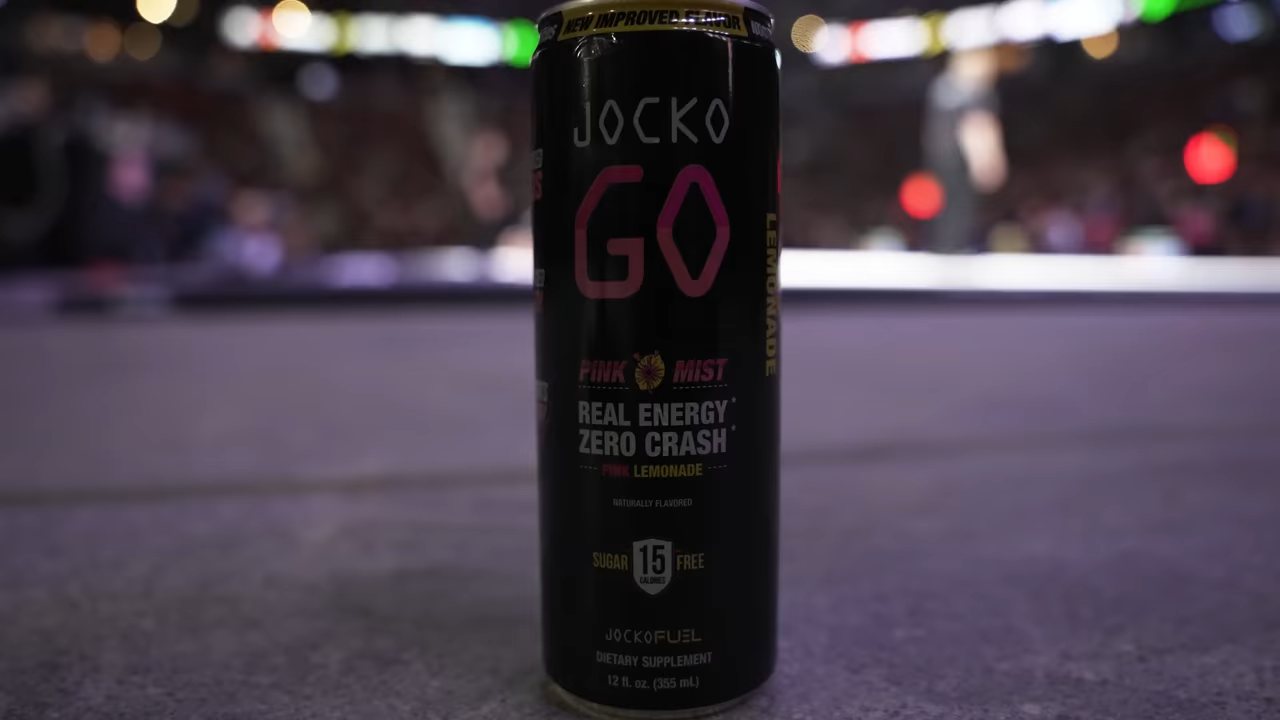 NEW IMPROVED FLAVOR
JOCKO
GO
PINK MIST
REAL ENERGY*
ZERO CRASH*
PINK LEMONADE
NATURALLY FLAVORED
SUGAR 15 FREE
CALORIES
JOCKOFUEL
DIETARY SUPPLEMENT
12 fl. oz. (355 mL)
LEMONADE